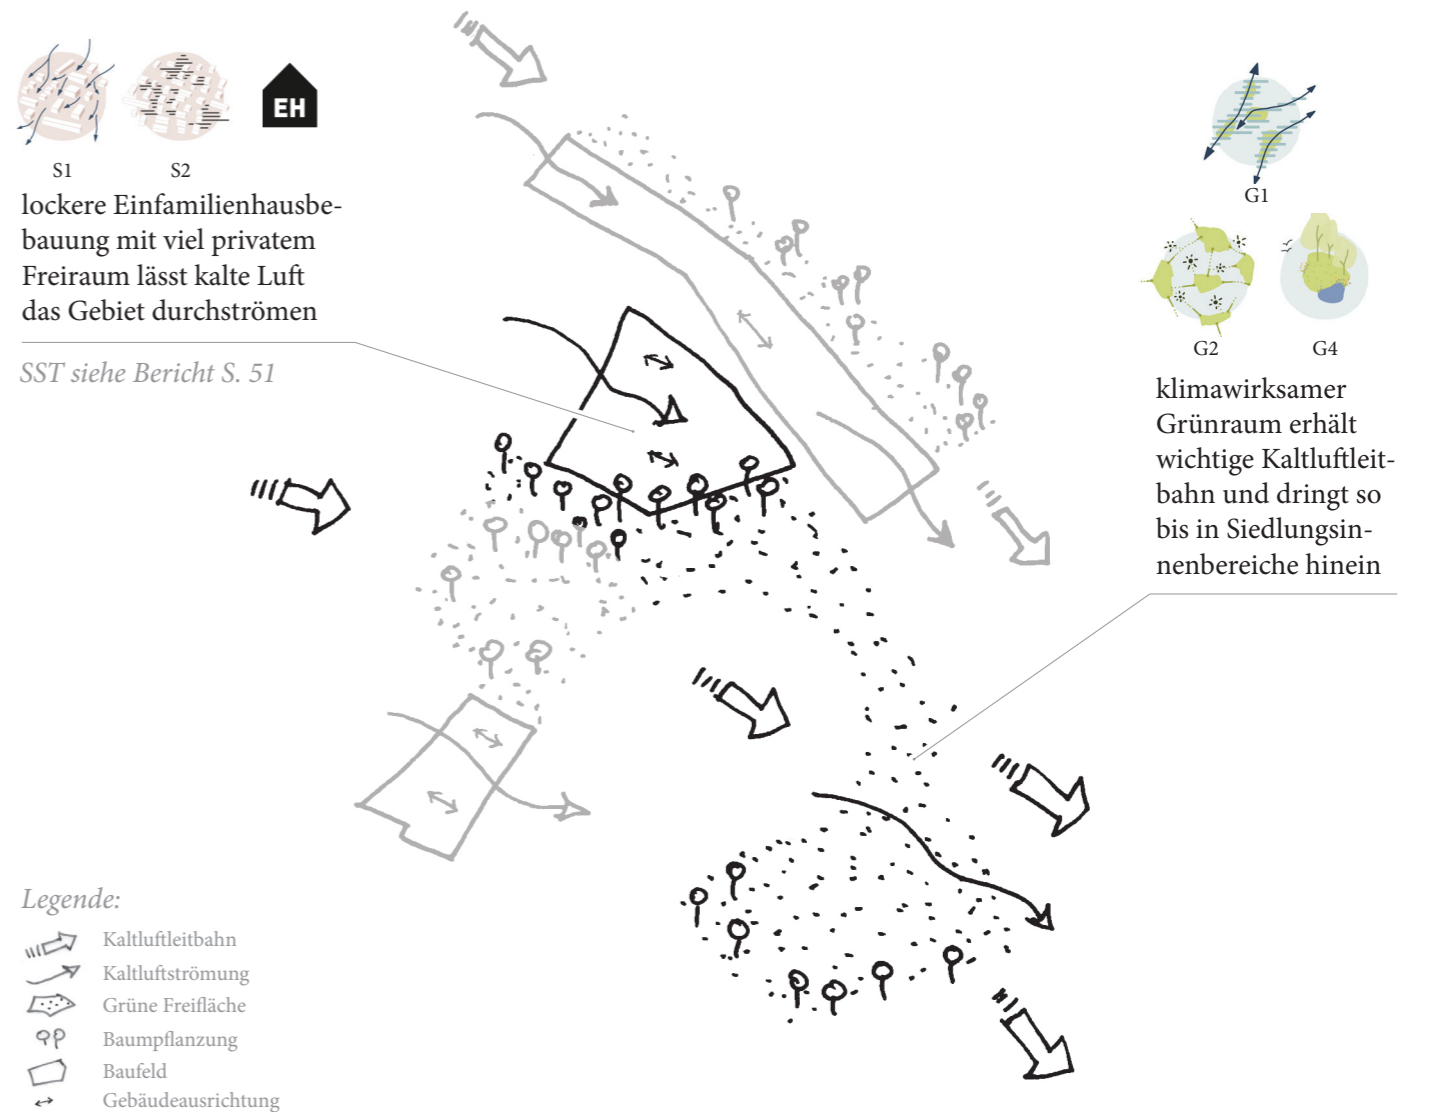 EH
S1
S2
lockere Einfamilienhausbe-
bauung mit viel privatem
Freiraum lässt kalte Luft
das Gebiet durchströmen
SST siehe Bericht S. 51
G1
G2
G4
klimawirksamer
Grünraum erhält
wichtige Kaltluftleit-
bahn und dringt so
bis in Siedlungsin-
nenbereiche hinein
Legende:
Kaltluftleitbahn
Kaltluftströmung
Grüne Freifläche
Baumpflanzung
Baufeld
Gebäudeausrichtung